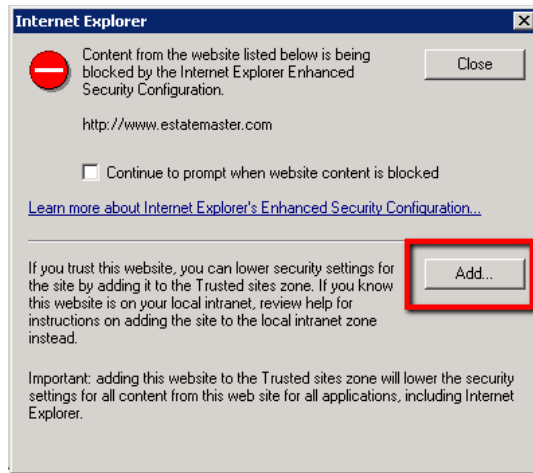 Internet Explorer
Content from the website listed below is being
blocked by the Internet Explorer Enhanced
Security Configuration.
Close
http://www.estatemaster.com
Continue to prompt when website content is blocked
Learn more about Internet Explorer's Enhanced Security Configuration...
If you trust this website, you can lower security settings for
the site by adding it to the Trusted sites zone. If you know
this website is on your local intranet, review help for
instructions on adding the site to the local intranet zone
instead.
Add...
Important: adding this website to the Trusted sites zone will lower the security
settings for all content from this web site for all applications, including Internet
Explorer.